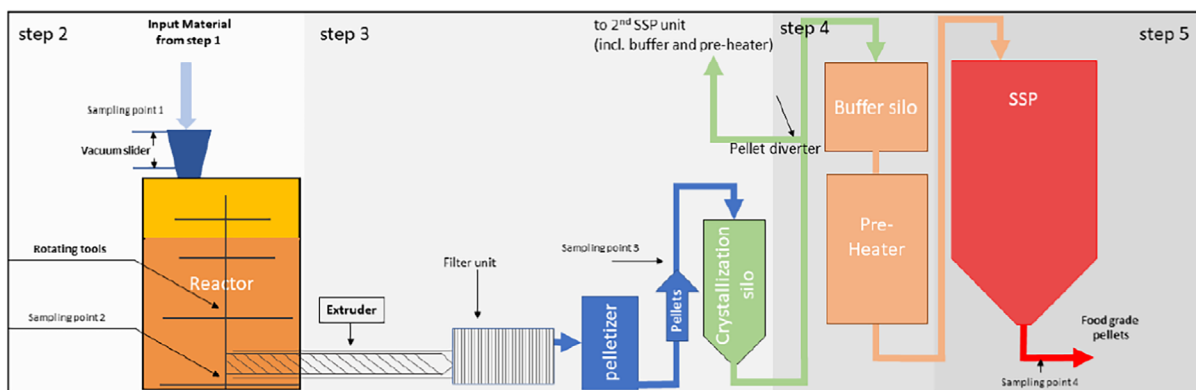 step 2
Input Material
from step 1
Sampling point 1
Vacuum slider
Rotating tools
Reactor
Sampling point 2
step 3
Extruder
Filter unit
pelletizer
Sampling point 3
Pellets
Crystallization
silo
to 2nd SSP unit
(incl. buffer and pre-heater)
Pellet diverter
step 4
Buffer silo
Pre-
Heater
step 5
SSP
Food grade
pellets
Sampling point 4